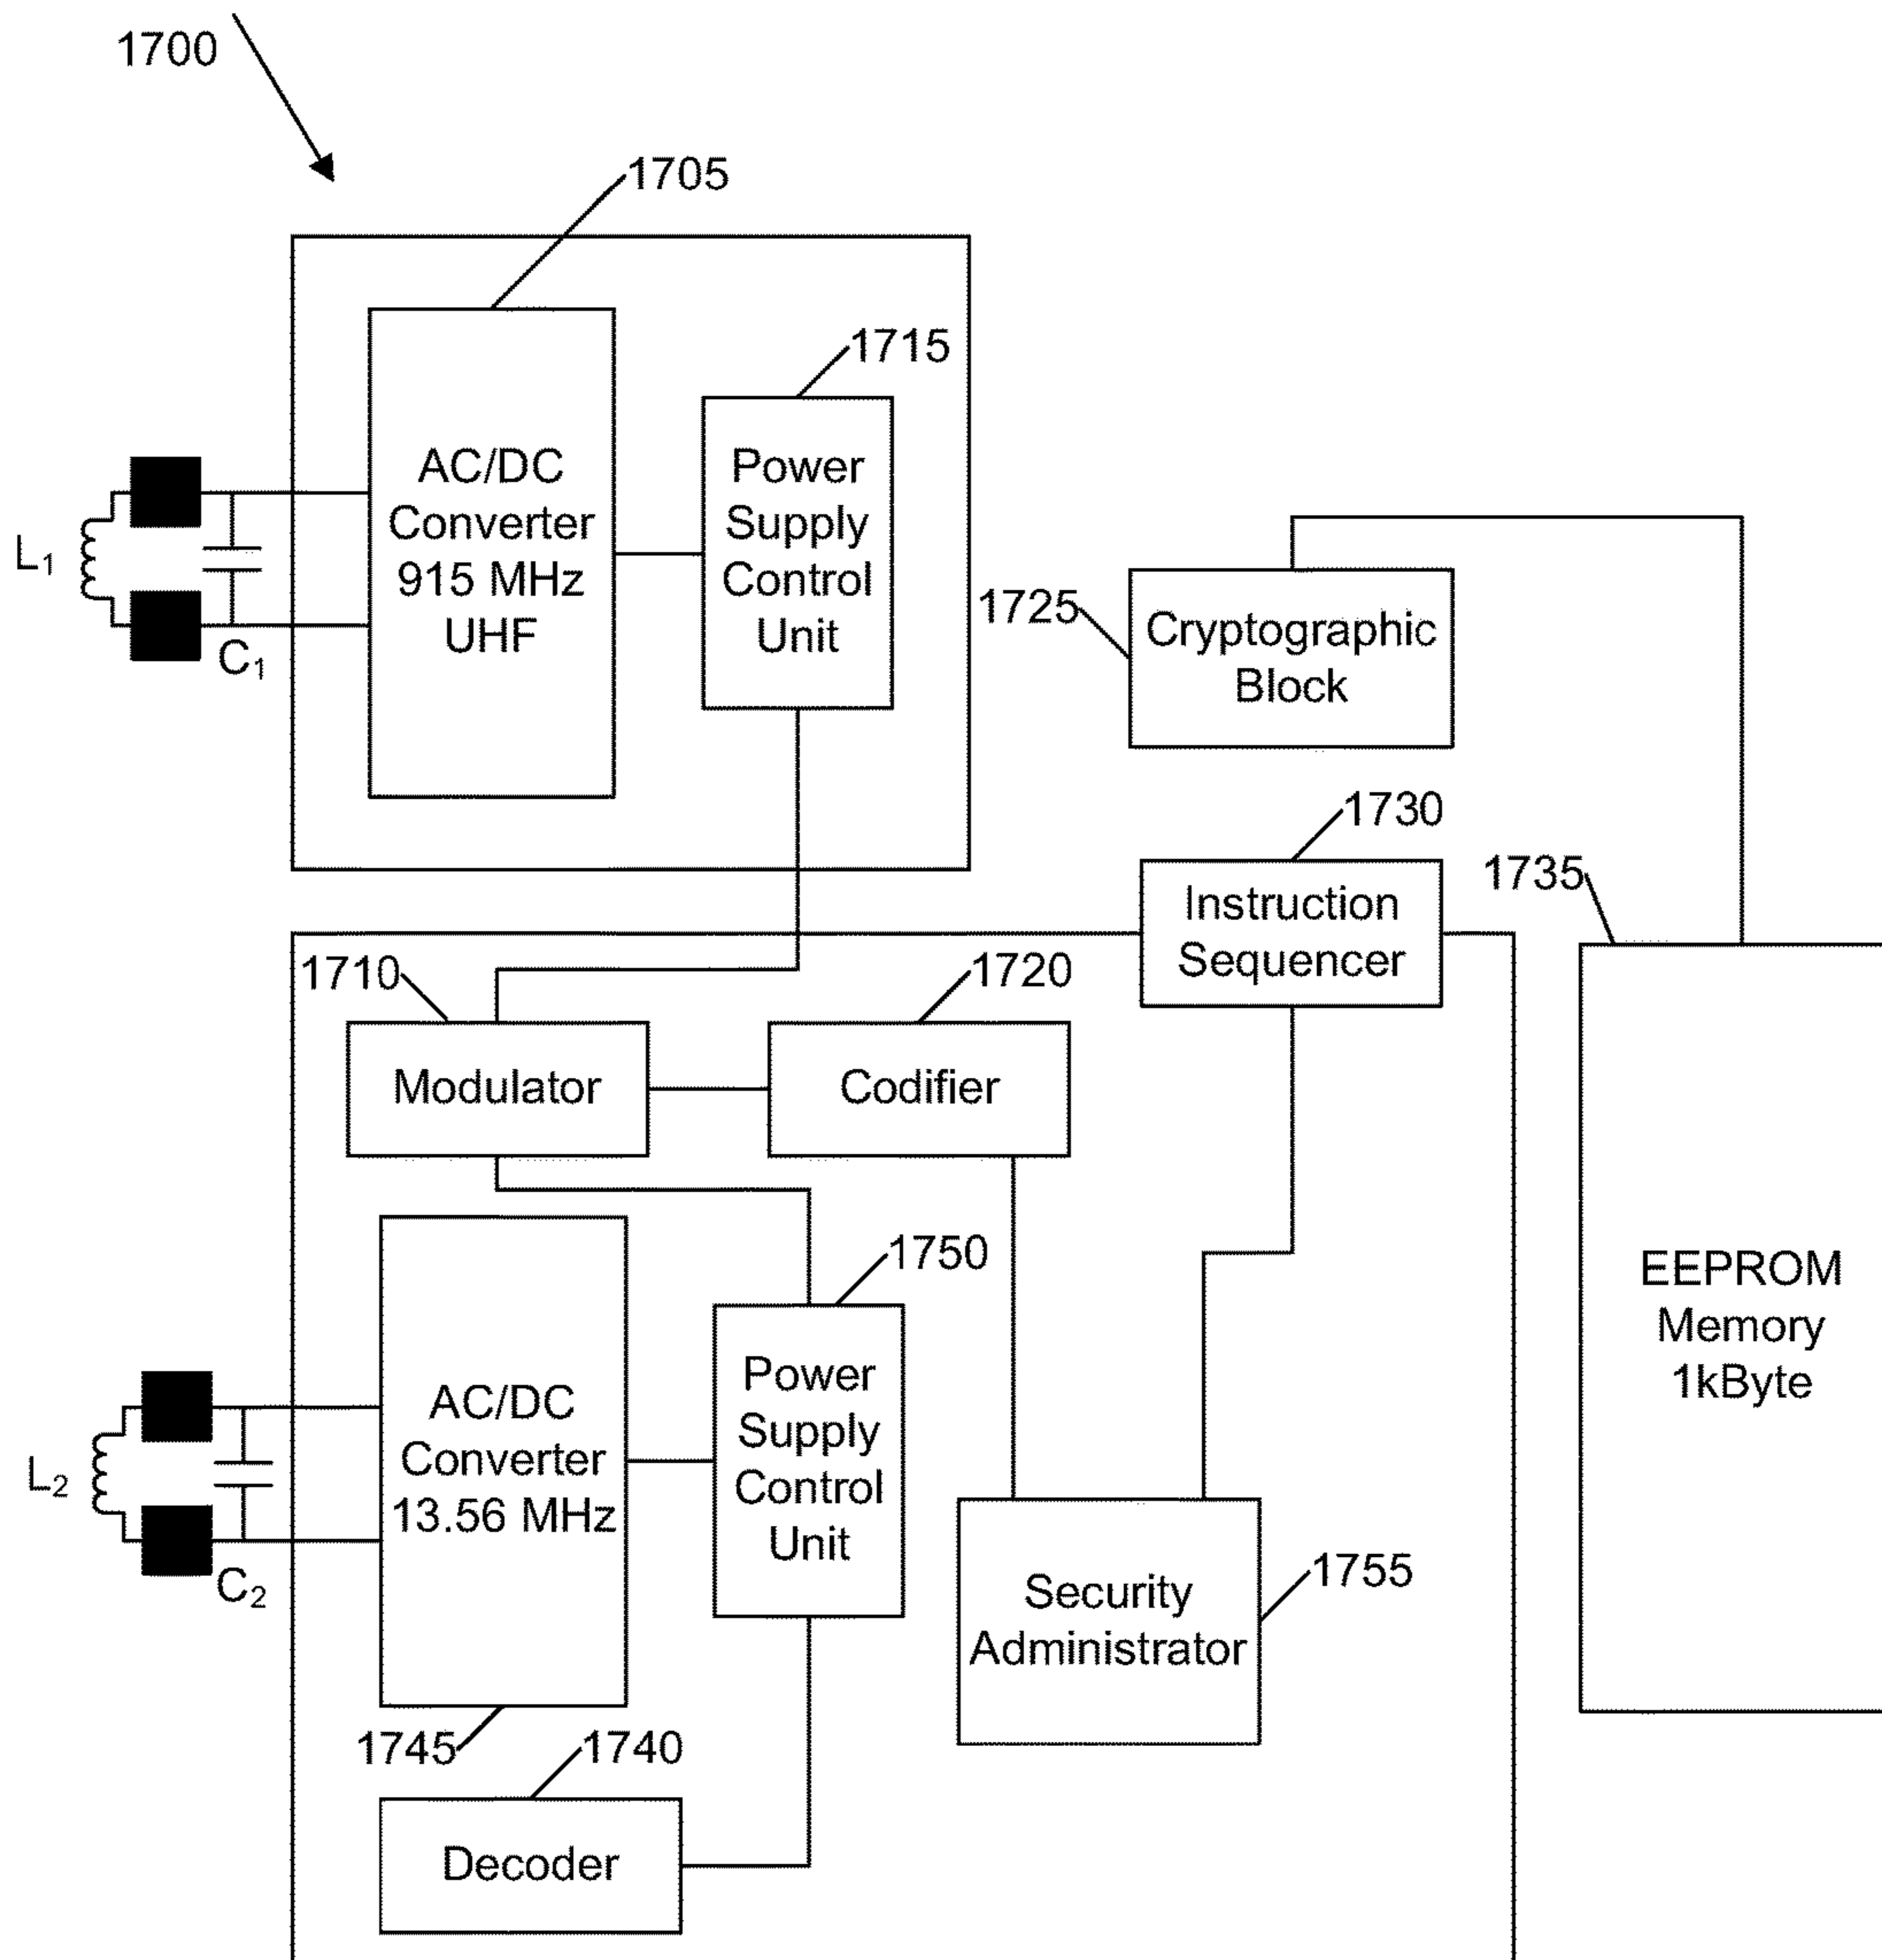 1700
1705
1715
AC/DC
Converter
915 MHz
UHF
Power
Supply
Control
Unit
L₁
C₁
1725
Cryptographic
Block
1730
Instruction
Sequencer
1735
EEPROM
Memory
1kByte
1710
Modulator
1720
Codifier
1750
AC/DC
Converter
13.56 MHz
Power
Supply
Control
Unit
L₂
C₂
1745
1740
Decoder
Security
Administrator
1755